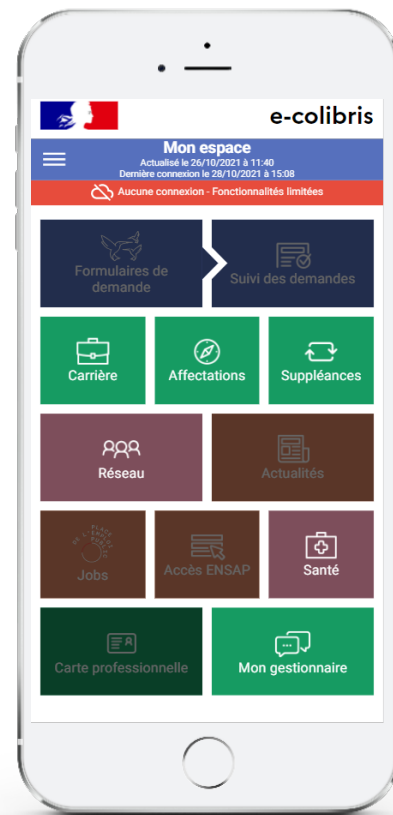 e-colibris
Mon espace
Actualisé le 26/10/2021 à 11:40
Dernière connexion le 28/10/2021 à 15:08
Aucune connexion - Fonctionnalités limitées
Formulaires de
demande
Suivi des demandes
Carrière
Affectations
Suppléances
Réseau
Actualités
Jobs
Accès ENSAP
Santé
Carte professionnelle
Mon gestionnaire